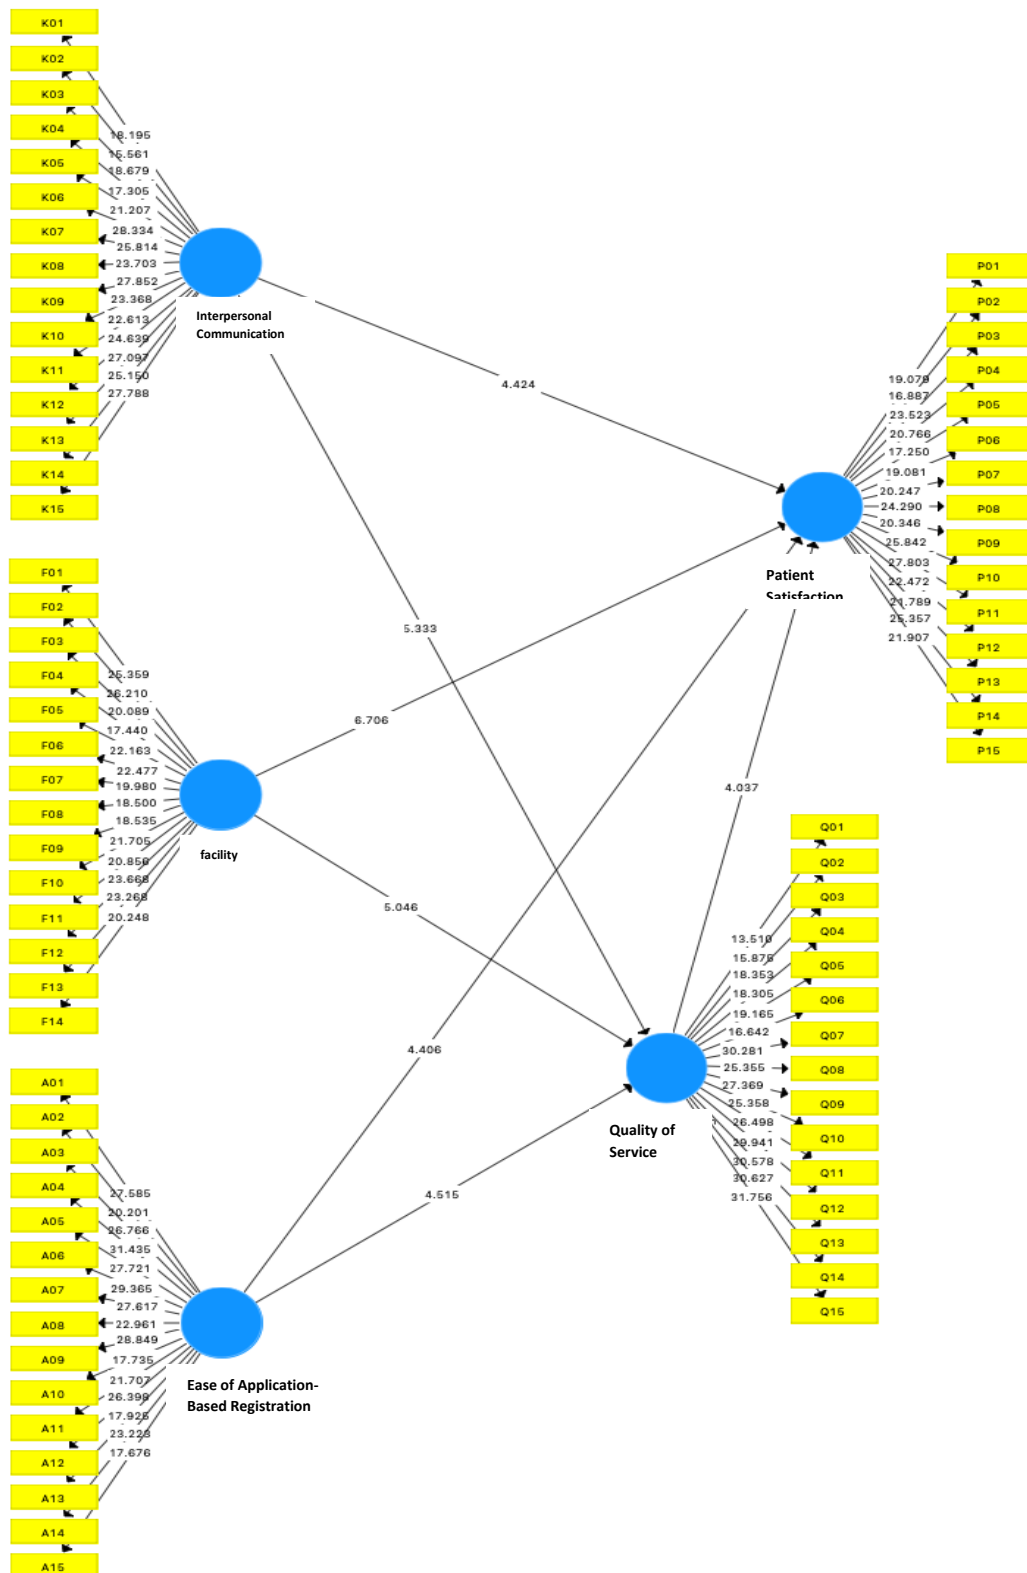 K01
K02
K03
K04
K05
K06
K07
K08
K09
K10
K11
K12
K13
K14
K15
18.195
15.561
18.679
17.305
21.207
28.334
25.814
23.703
27.852
23.368
22.613
24.639
27.097
25.150
27.788
Interpersonal
Communication
4.424
5.333
P01
P02
P03
P04
P05
P06
P07
P08
P09
P10
P11
P12
P13
P14
P15
19.079
16.887
23.523
20.766
17.250
19.081
20.247
24.290
20.346
25.842
27.803
22.472
21.789
25.357
21.907
Patient
Satisfaction
F01
F02
F03
F04
F05
F06
F07
F08
F09
F10
F11
F12
F13
F14
25.359
26.210
20.089
17.440
22.163
22.477
19.980
18.500
18.535
21.705
20.856
23.668
23.268
20.248
facility
6.706
5.046
4.037
4.406
4.515
Q01
Q02
Q03
Q04
Q05
Q06
Q07
Q08
Q09
Q10
Q11
Q12
Q13
Q14
Q15
13.510
15.876
18.353
18.305
19.165
16.642
30.281
25.355
27.369
25.358
26.498
29.941
30.578
30.627
31.756
Quality of
Service
A01
A02
A03
A04
A05
A06
A07
A08
A09
A10
A11
A12
A13
A14
A15
27.585
20.201
26.766
31.435
27.721
29.365
27.617
22.961
28.849
17.735
21.707
26.398
17.925
23.223
17.676
Ease of Application-
Based Registration